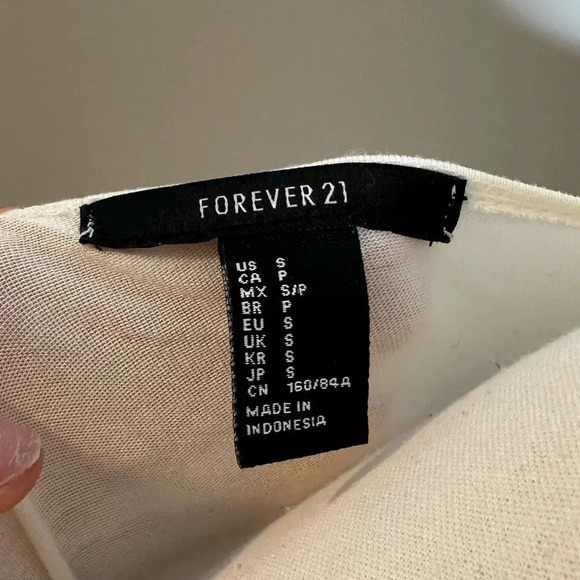 FOREVER 21
US S
CA P
MX S/P
BR P
EU S
UK S
KR S
JP S
CN 160/84A
MADE IN
INDONESIA